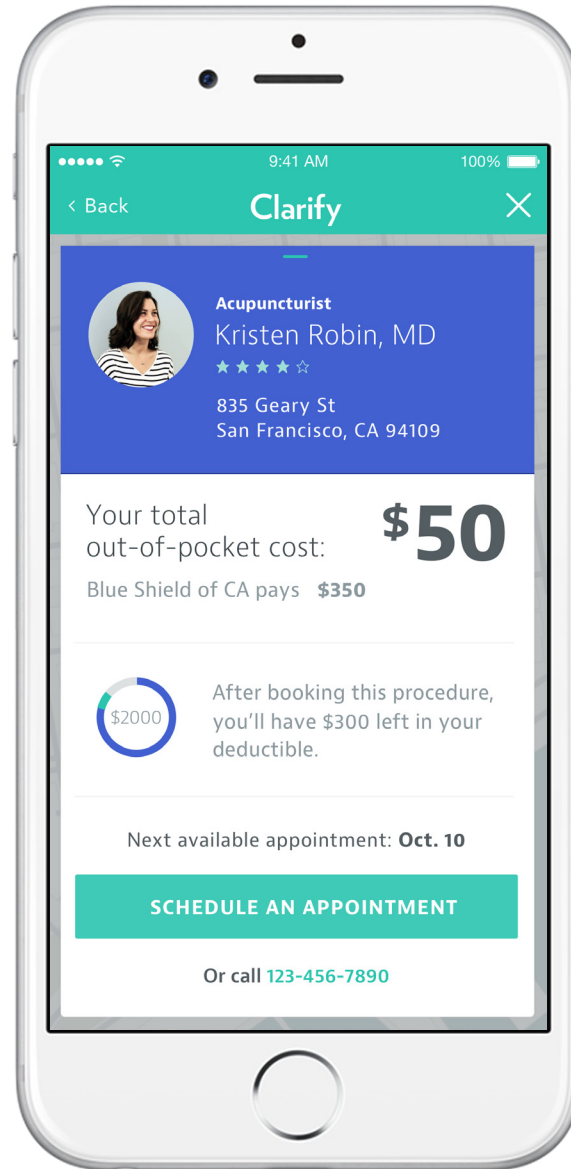 9:41 AM
100%
< Back
Clarify
Acupuncturist
Kristen Robin, MD
835 Geary St
San Francisco, CA 94109
Your total
out-of-pocket cost:
$50
Blue Shield of CA pays $350
$2000
After booking this procedure,
you'll have $300 left in your
deductible.
Next available appointment: Oct. 10
SCHEDULE AN APPOINTMENT
Or call 123-456-7890